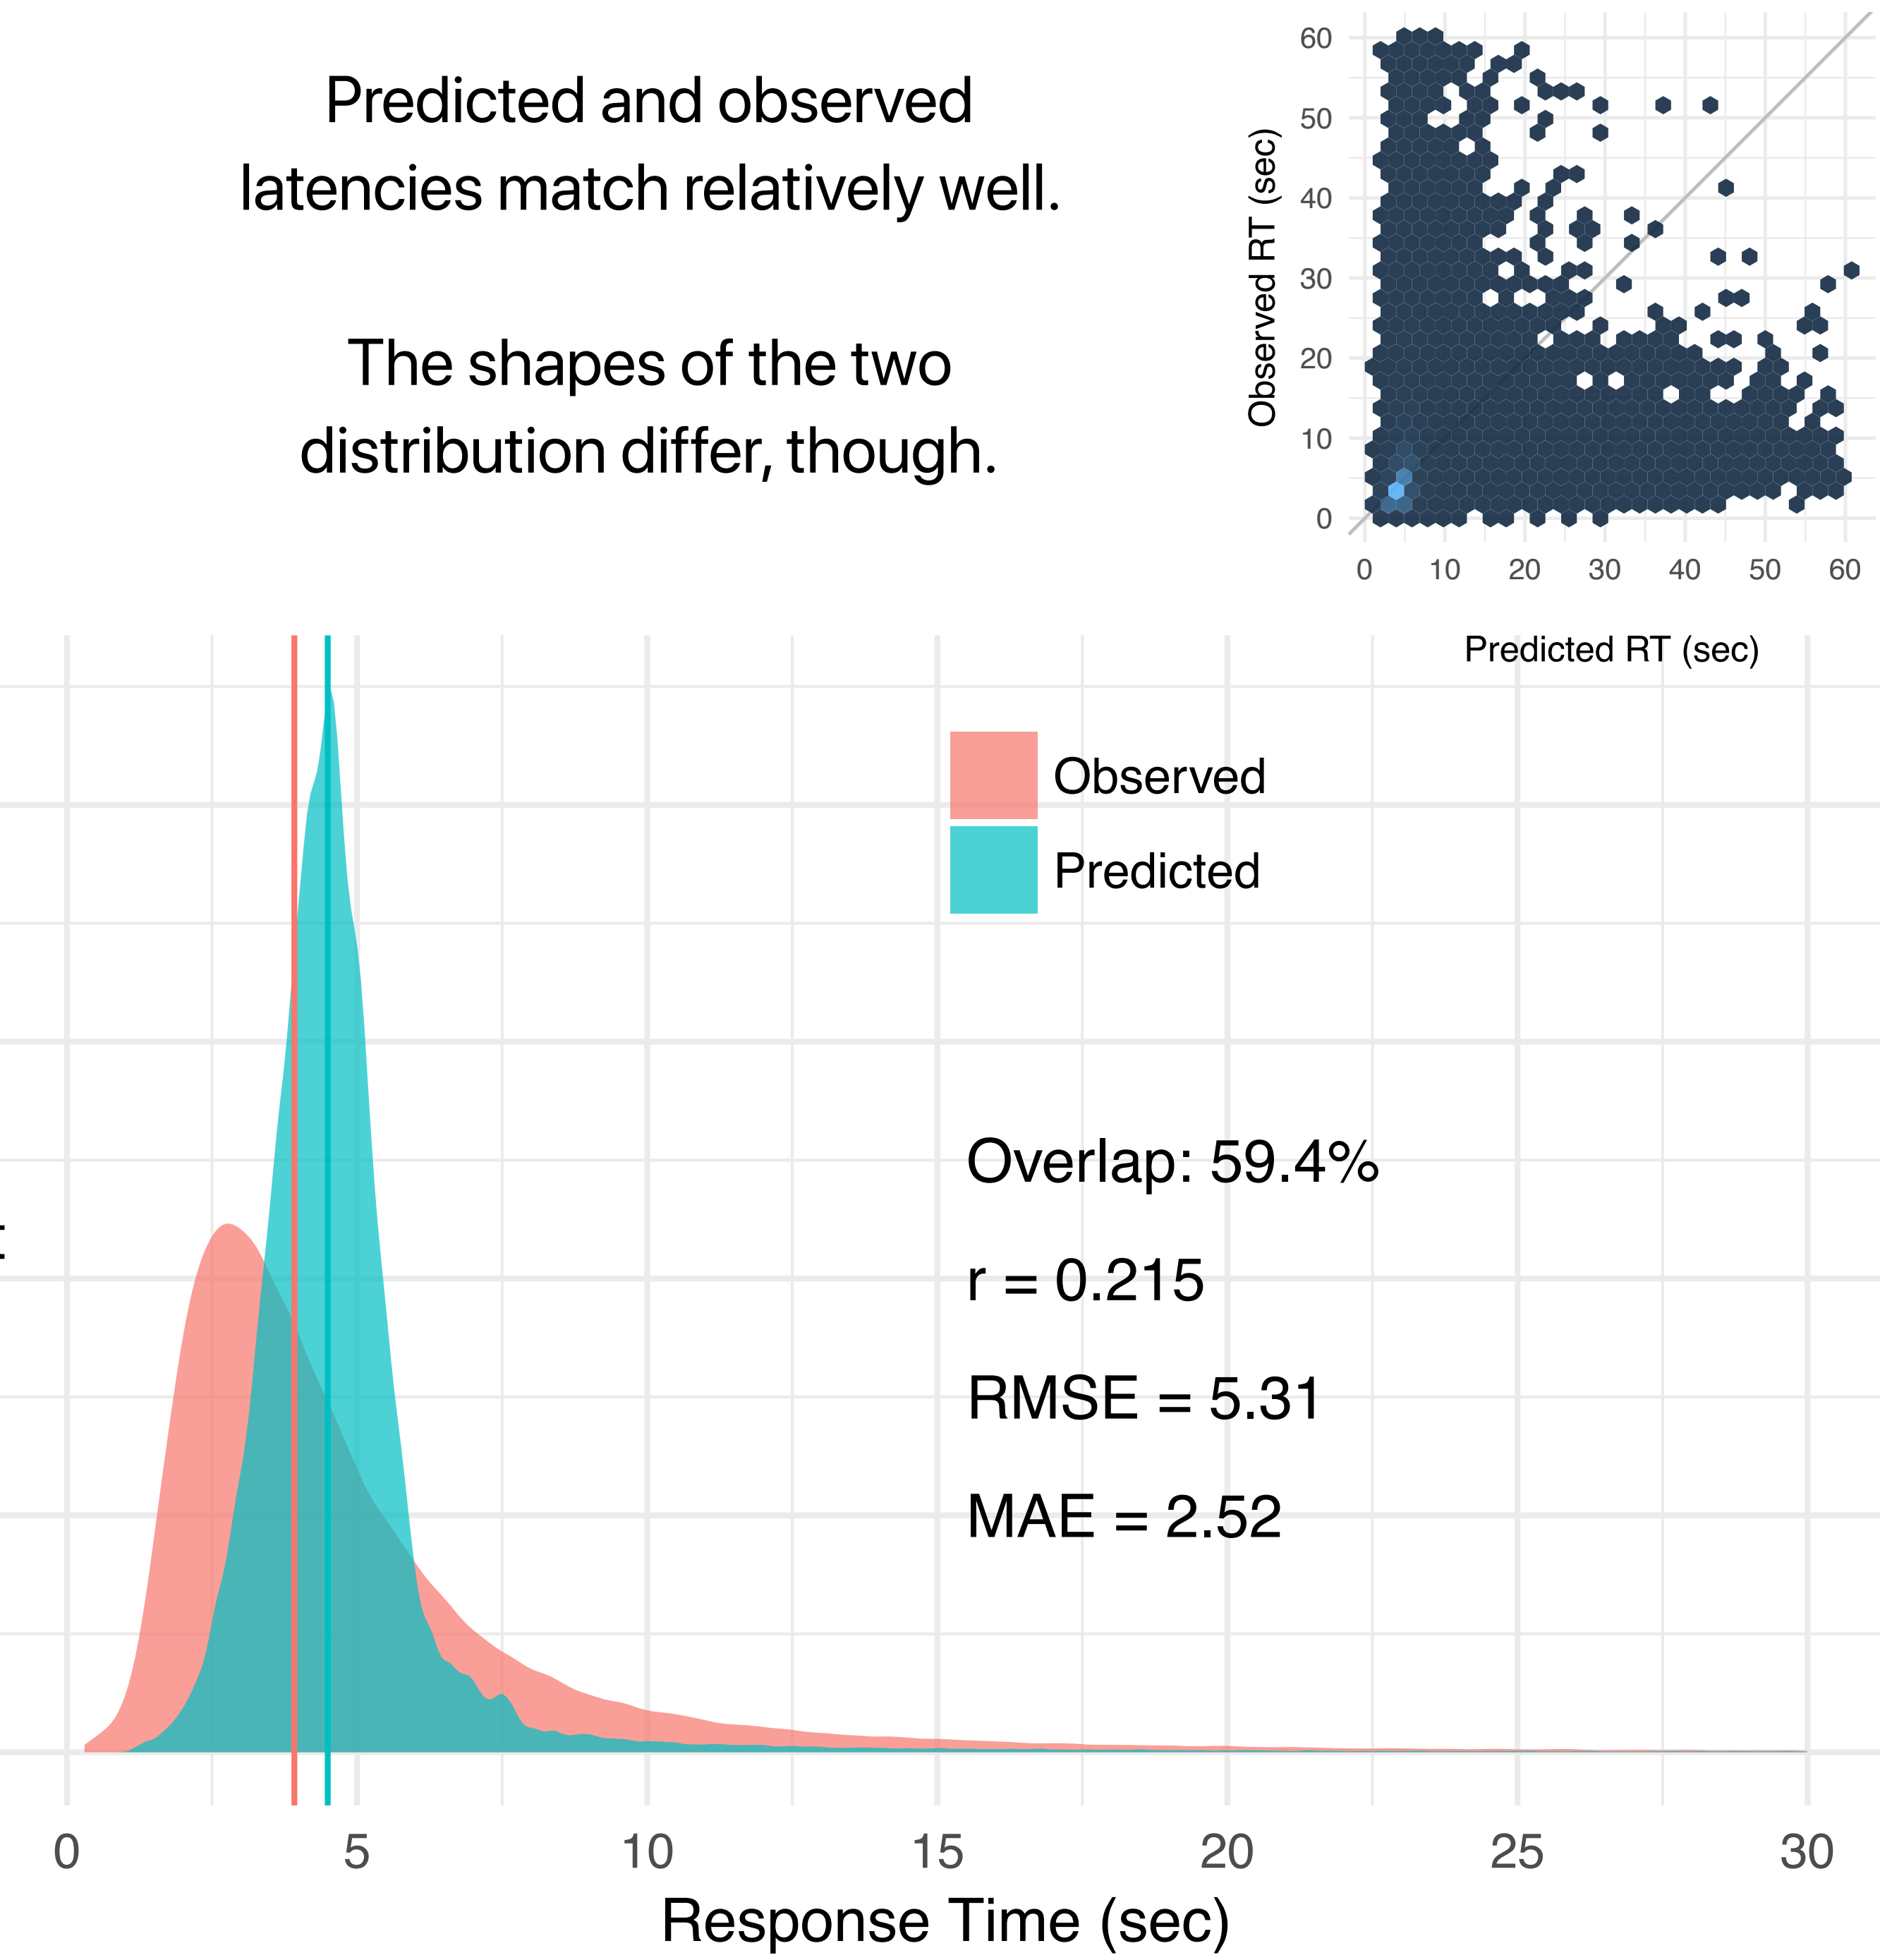 Predicted and observed
latencies match relatively well.
The shapes of the two
distribution differ, though.
60
50
40
30
20
10
0
Observed RT (sec)
0 10 20 30 40 50 60
Predicted RT (sec)
Observed
Predicted
Overlap: 59.4%
r = 0.215
RMSE = 5.31
MAE = 2.52
0 5 10 15 20 25 30
Response Time (sec)